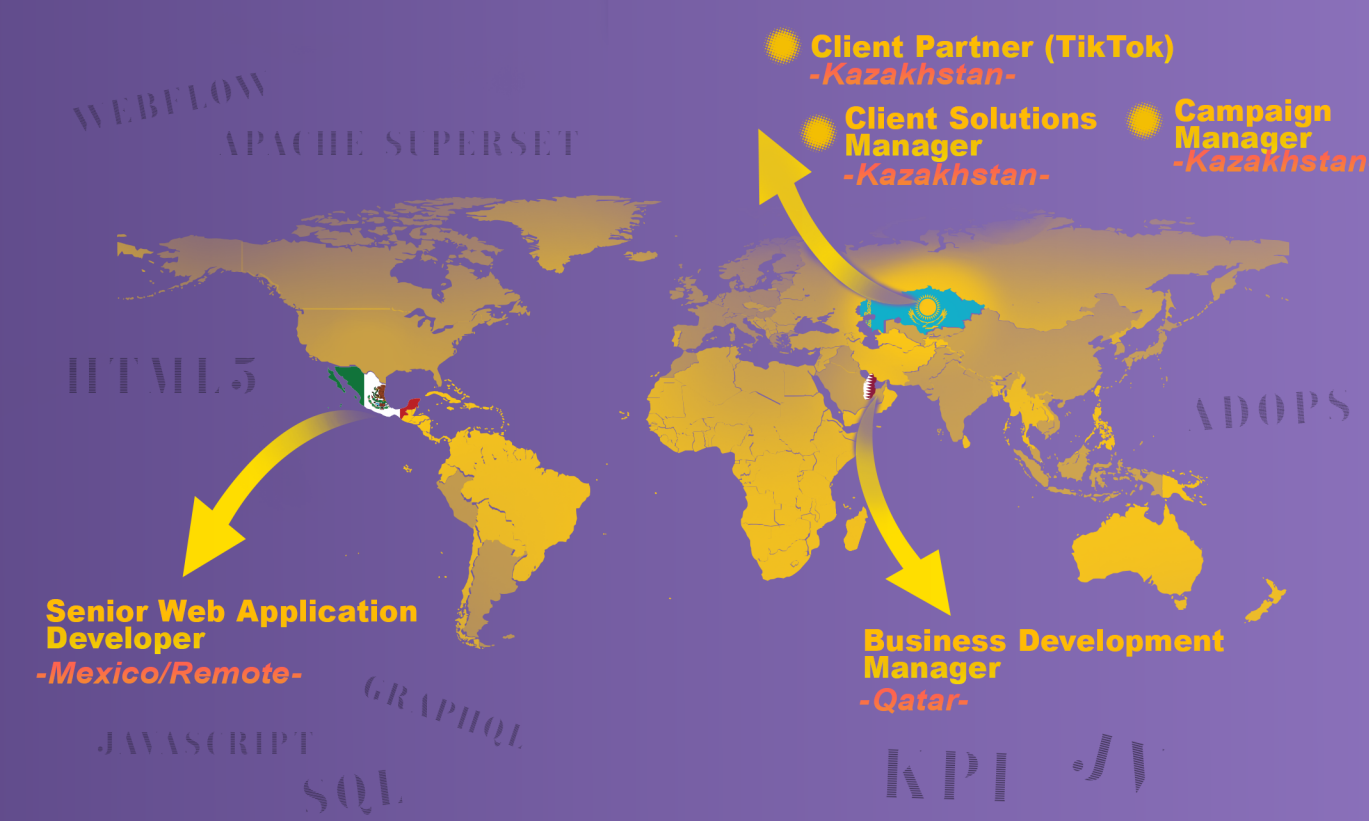 Client Partner (TikTok)
-Kazakhstan-
Client Solutions
Manager
-Kazakhstan-
Campaign
Manager
-Kazakhstan
WEBFLOW
APACHE SUPERSET
HTML5
ADOPS
Senior Web Application
Developer
-Mexico/Remote-
Business Development
Manager
-Qatar-
GRAPHQL
JAVASCRIPT
SQL
KPI
JV